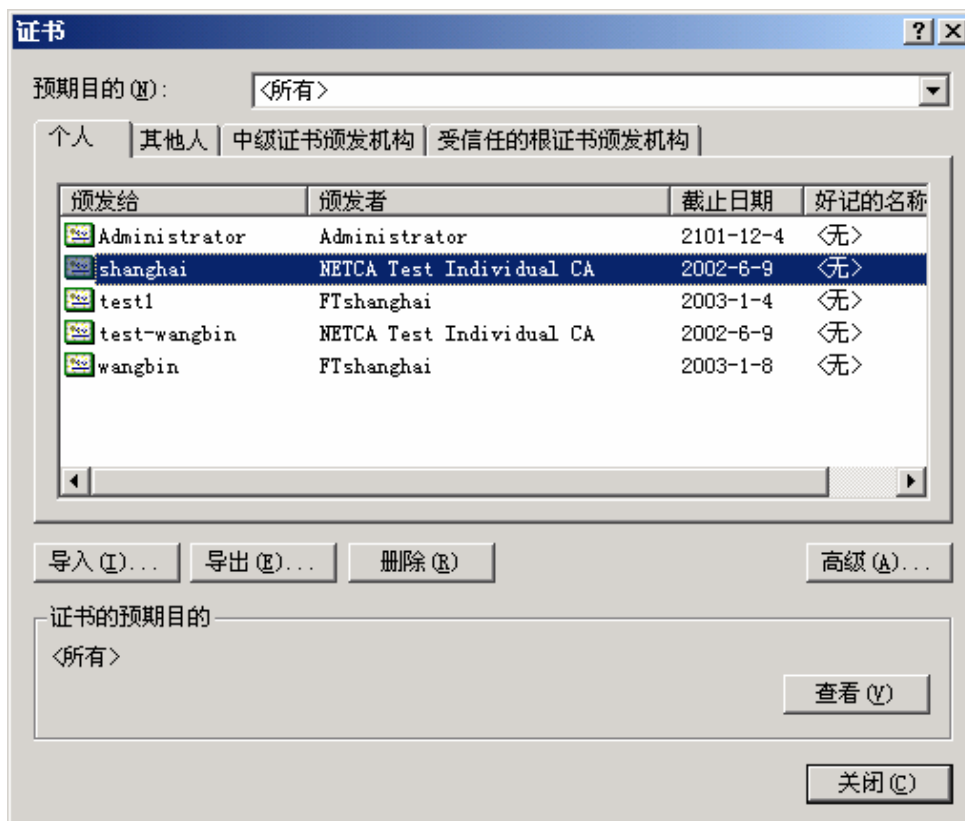 证书
预期目的(N): <所有>
个人 其他人 中级证书颁发机构 受信任的根证书颁发机构
颁发给 颁发者 截止日期 好记的名称
Administrator Administrator 2101-12-4 <无>
shanghai NETCA Test Individual CA 2002-6-9 <无>
test1 FTshanghai 2003-1-4 <无>
test-wangbin NETCA Test Individual CA 2002-6-9 <无>
wangbin FTshanghai 2003-1-8 <无>
导入(I)... 导出(E)... 删除(R) 高级(A)...
证书的预期目的
<所有>
查看(V)
关闭(C)